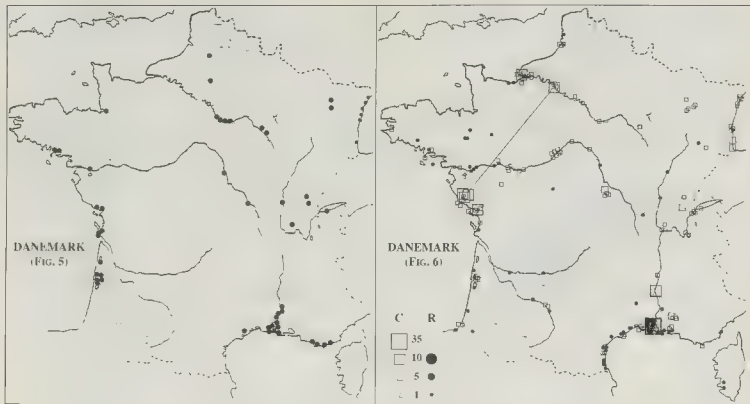 DANEMARK
(FIG. 5)
DANEMARK
(FIG. 6)
C R
35
10
5
1